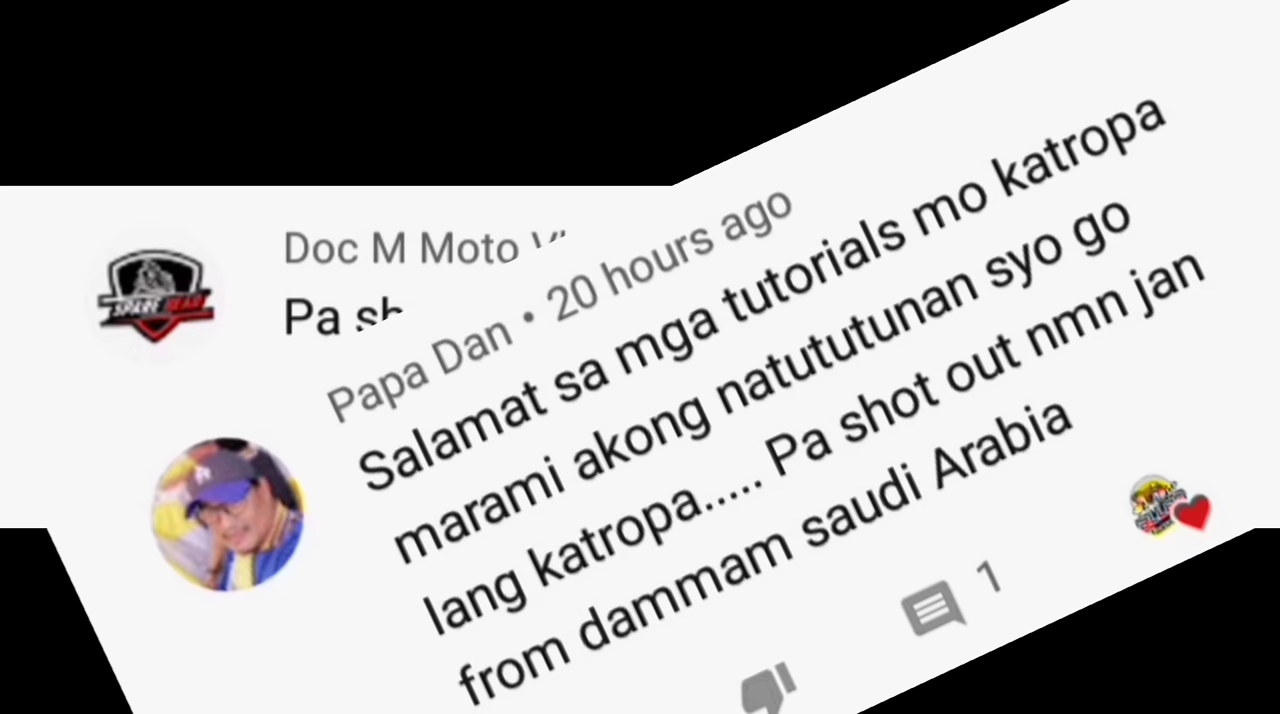 Doc M Moto
Pa
Papa Dan • 20 hours ago
Salamat sa mga tutorials mo katropa
marami akong natututunan syo go
lang katropa..... Pa shot out nmn jan
from dammam saudi Arabia
1